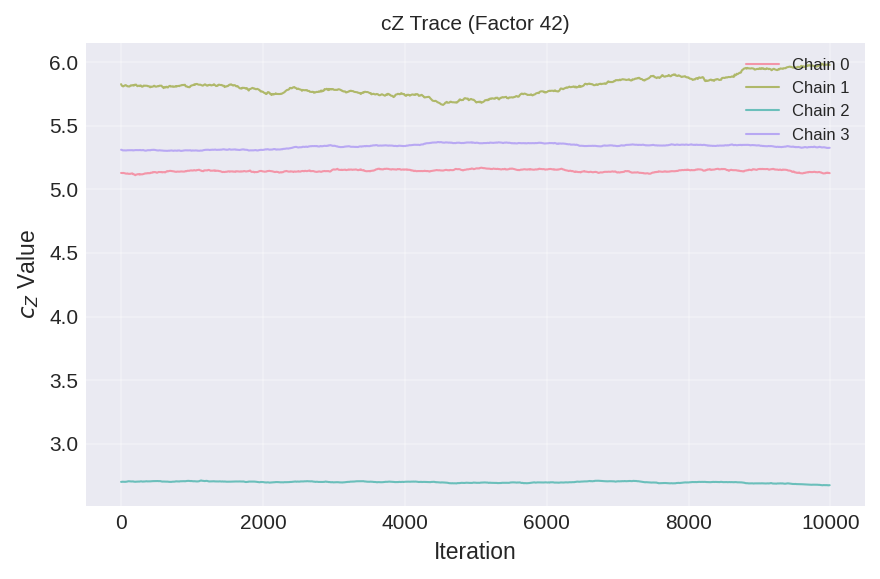 cZ Trace (Factor 42)
6.0
5.5
5.0
4.5
4.0
3.5
3.0
c_Z Value
Chain 0
Chain 1
Chain 2
Chain 3
0 2000 4000 6000 8000 10000
Iteration